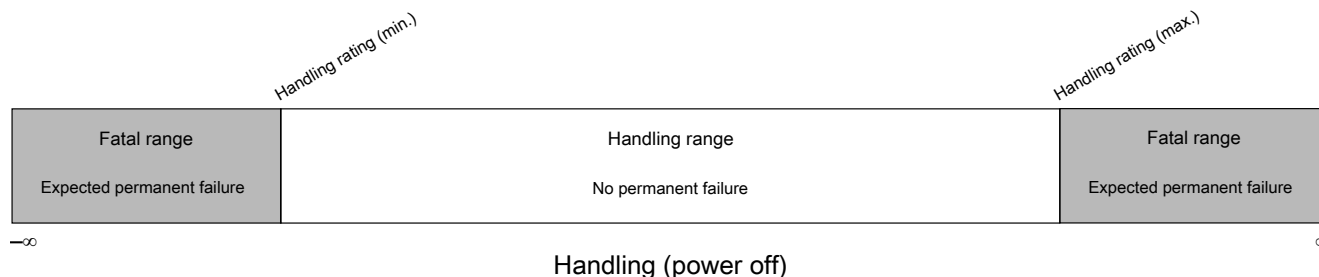 Handling rating (min.)
Handling rating (max.)
Fatal range
Handling range
Fatal range
Expected permanent failure
No permanent failure
Expected permanent failure
–∞
Handling (power off)